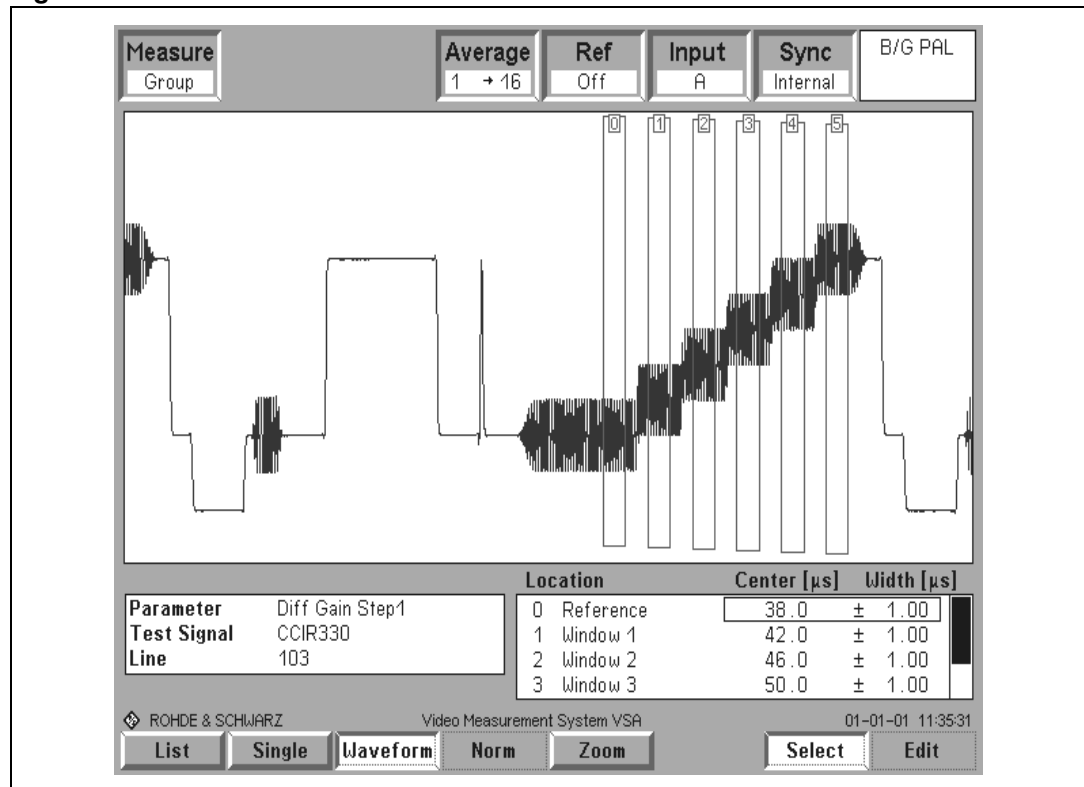 Measure Average Ref Input Sync B/G PAL
Group 1 → 16 Off A Internal
0 1 2 3 4 5
Location Center [µs] Width [µs]
Parameter Diff Gain Step1
Test Signal CCIR330
Line 103
0 Reference 38.0 ± 1.00
1 Window 1 42.0 ± 1.00
2 Window 2 46.0 ± 1.00
3 Window 3 50.0 ± 1.00
ROHDE & SCHWARZ Video Measurement System VSA 01-01-01 11:35:31
List Single Waveform Norm Zoom Select Edit